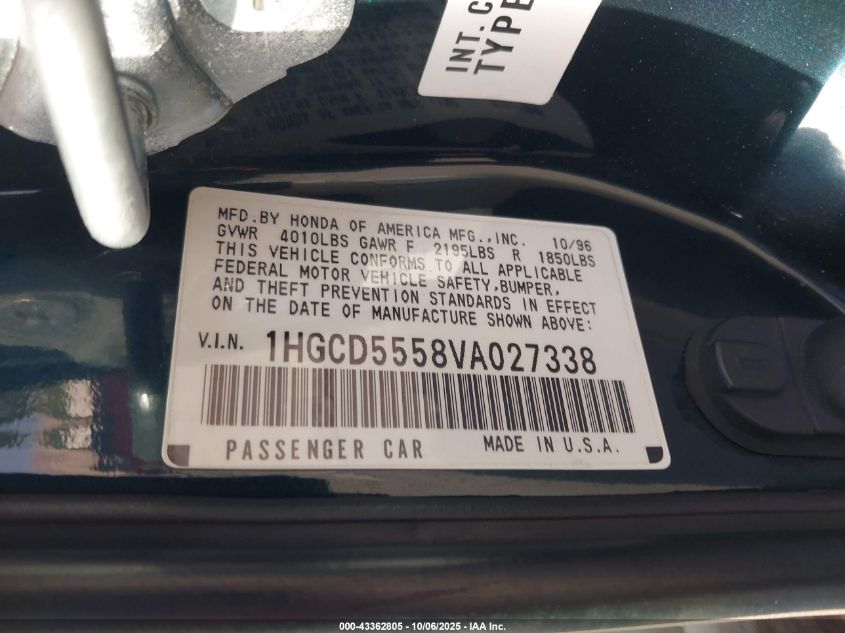 INT. C
TYPE
MFD. BY HONDA OF AMERICA MFG., INC. 10/96
GVWR 4010LBS GAWR F 2195LBS R 1850LBS
THIS VEHICLE CONFORMS TO ALL APPLICABLE
FEDERAL MOTOR VEHICLE SAFETY, BUMPER,
AND THEFT PREVENTION STANDARDS IN EFFECT
ON THE DATE OF MANUFACTURE SHOWN ABOVE:
V.I.N. 1HGCD5558VA027338
PASSENGER CAR MADE IN U.S.A.
000-43362805 - 10/06/2025 - IAA Inc.